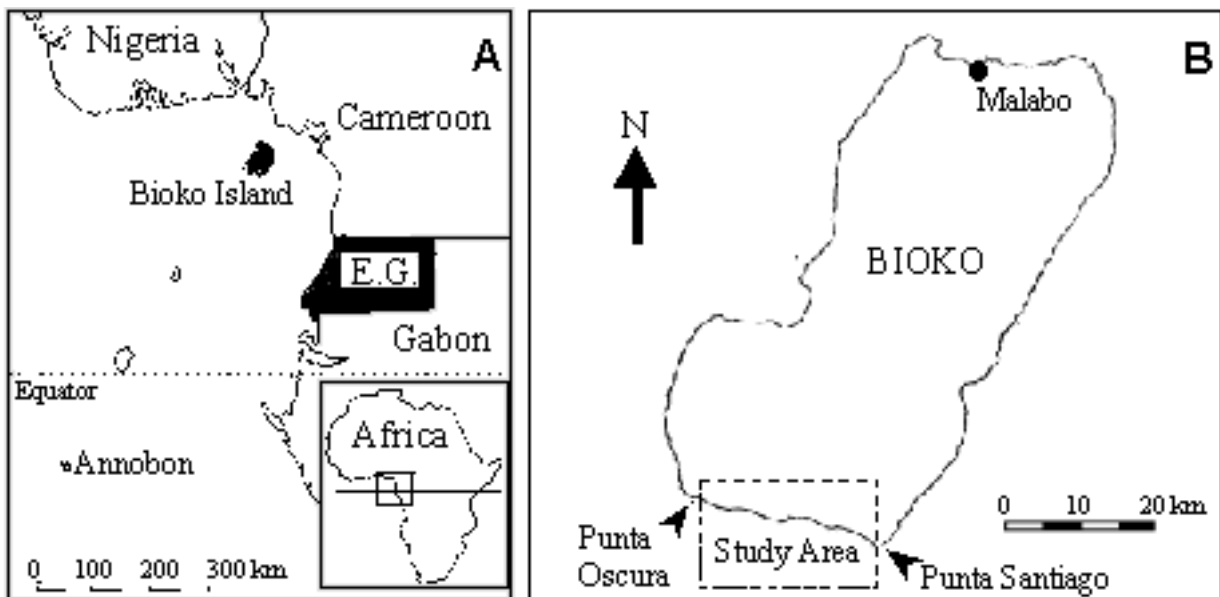 A
Nigeria
Cameroon
Bioko Island
E.G.
Gabon
Equator
Annobon
Africa
0 100 200 300 km
B
Malabo
N
BIOKO
0 10 20 km
Punta
Oscura
Study Area
Punta Santiago